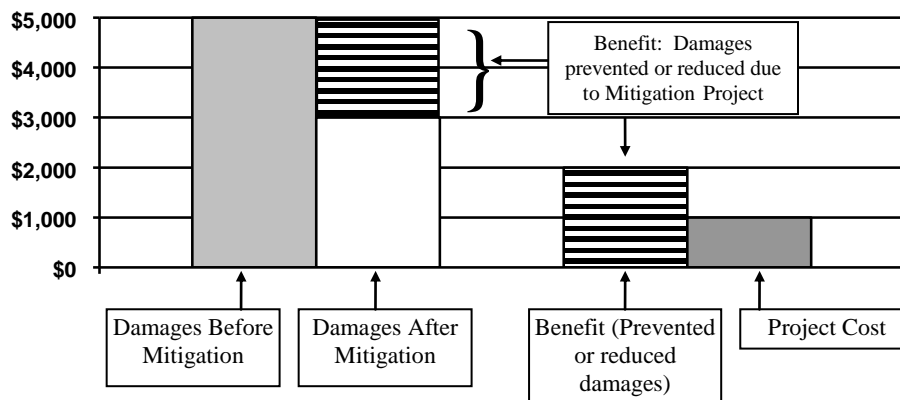 $5,000
$4,000
$3,000
$2,000
$1,000
$0
Benefit: Damages
prevented or reduced due
to Mitigation Project
Damages Before
Mitigation
Damages After
Mitigation
Benefit (Prevented
or reduced
damages)
Project Cost